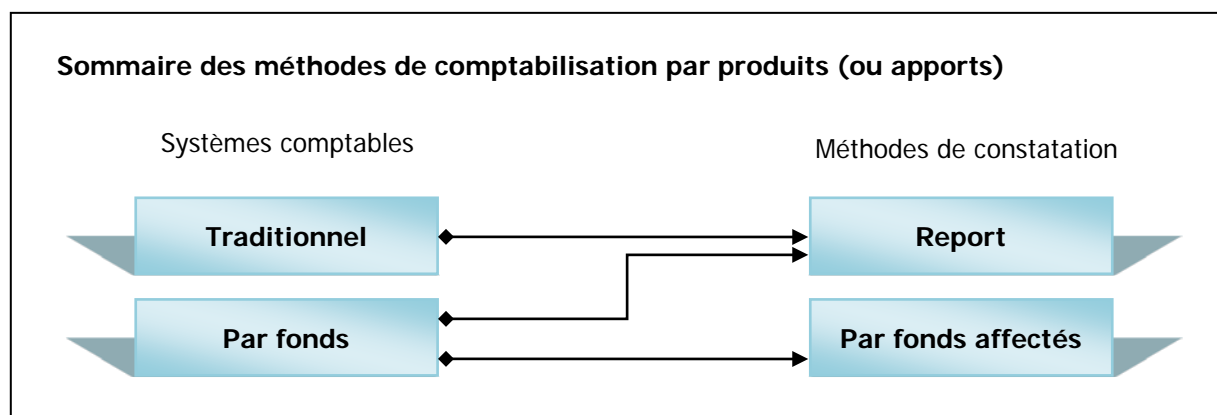 Sommaire des méthodes de comptabilisation par produits (ou apports)
Systèmes comptables
Méthodes de constatation
Traditionnel
Report
Par fonds
Par fonds affectés